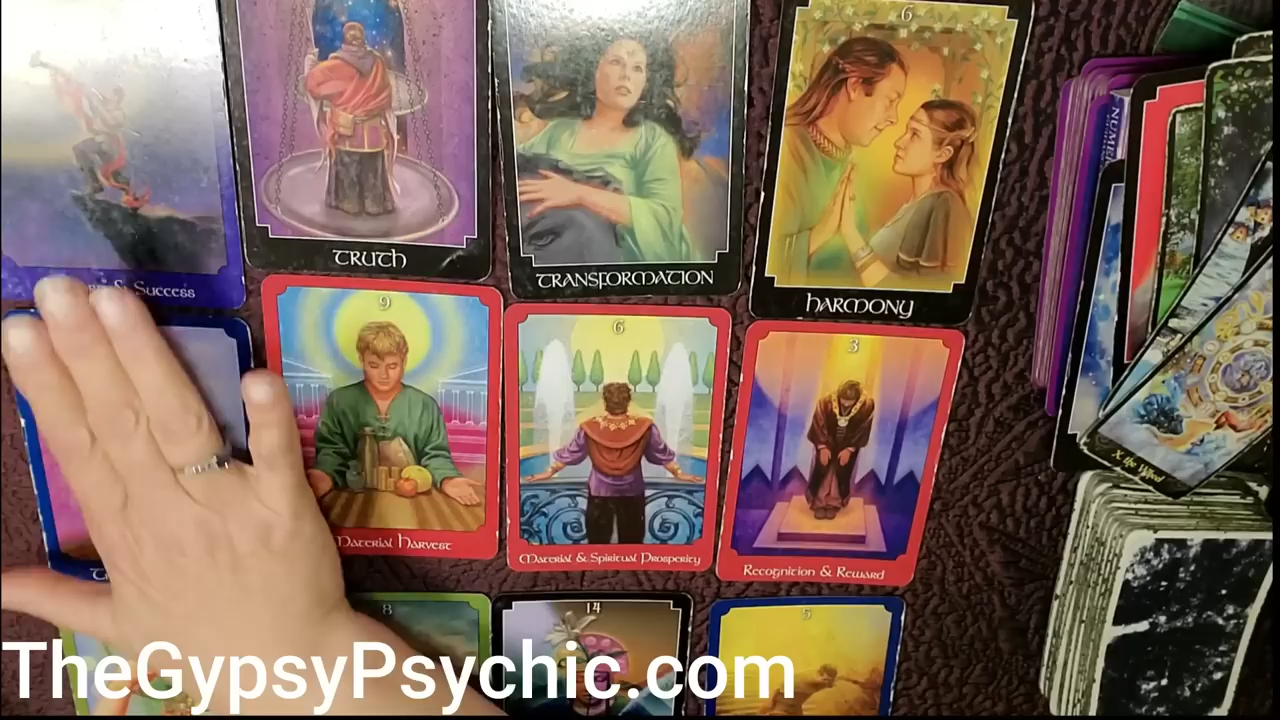 & Success
TRUTH
TRANSFORMATION
6
HARMONY
9
Material Harvest
6
Material & Spiritual Prosperity
3
Recognition & Reward
8
14
5
X the Wheel
TheGypsyPsychic.com